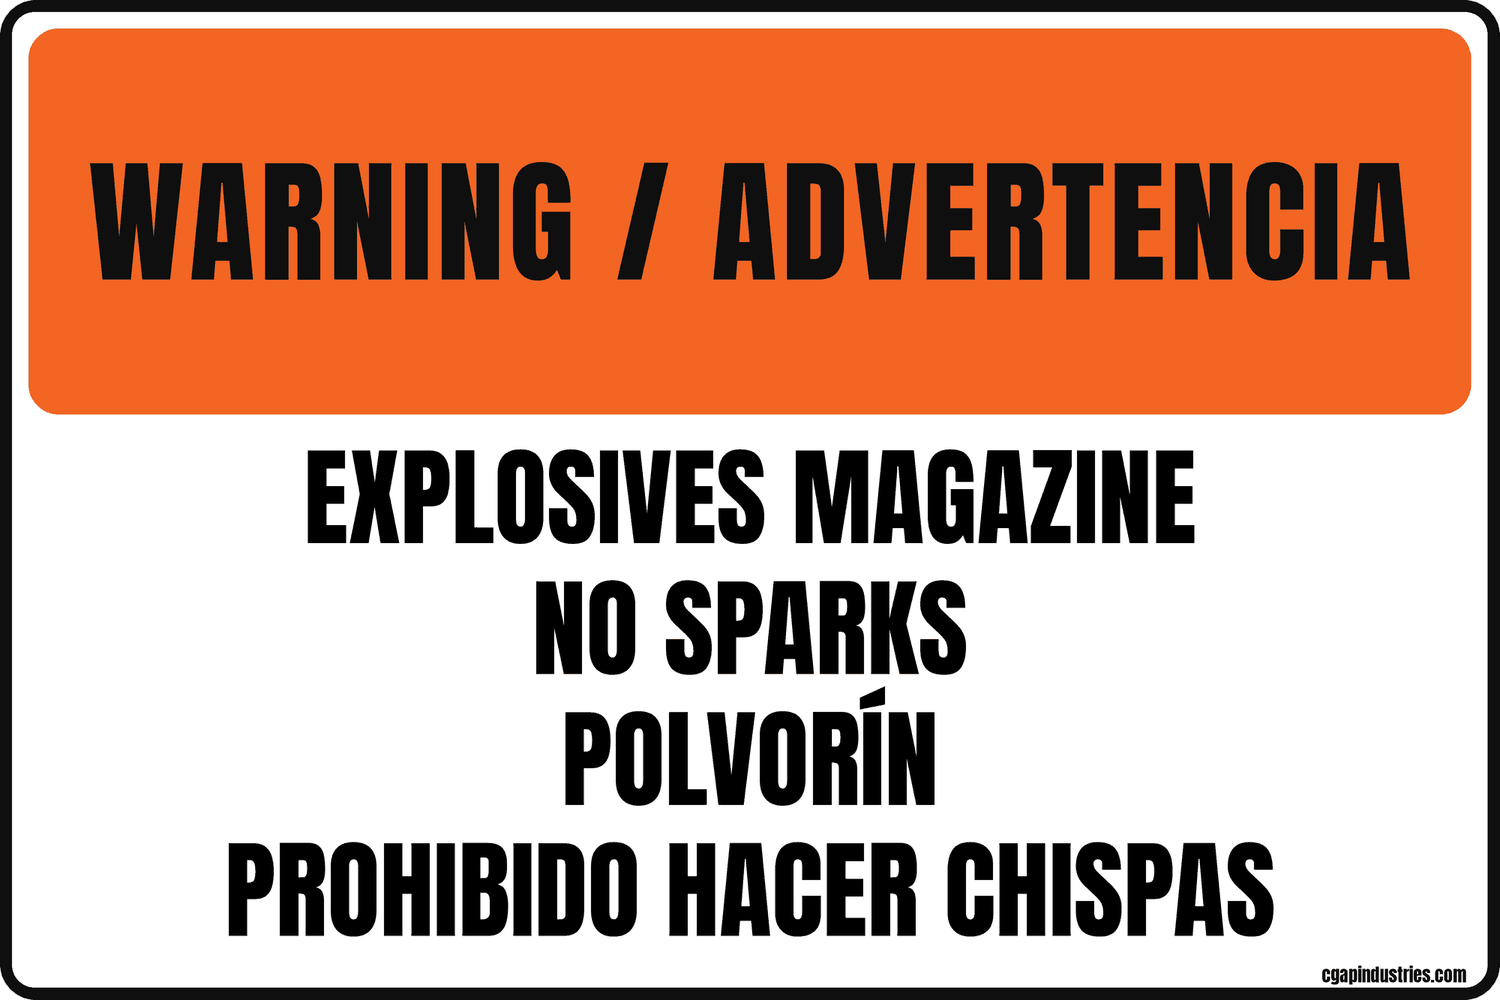 WARNING / ADVERTENCIA
EXPLOSIVES MAGAZINE
NO SPARKS
POLVORÍN
PROHIBIDO HACER CHISPAS
cgapindustries.com